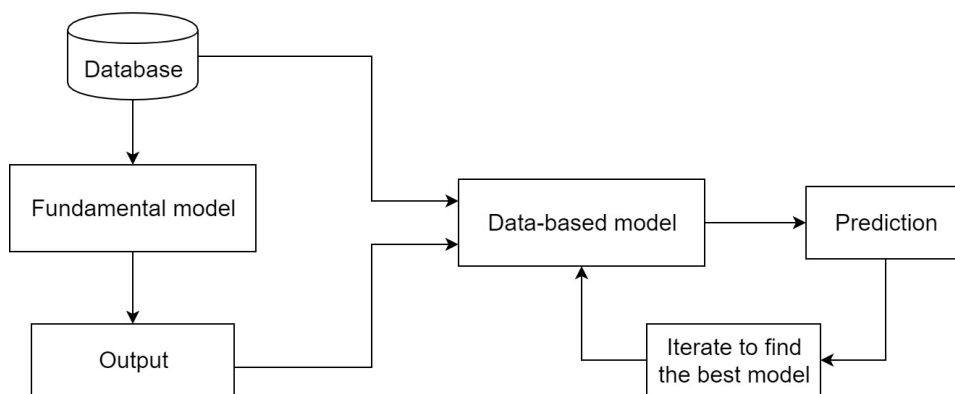 Database
Fundamental model
Output
Data-based model
Prediction
Iterate to find
the best model